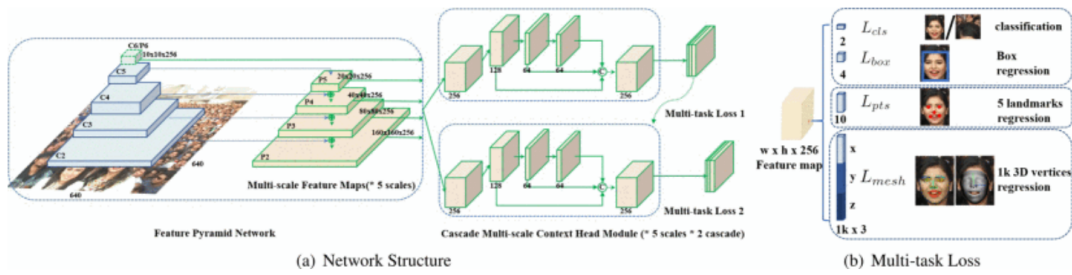 C6/P6
10x10x256
C5
C4
C3
C2
640
640
P5
20x20x256
P4
40x40x256
P3
80x80x256
160x160x256
P2
Multi-scale Feature Maps(* 5 scales)
Feature Pyramid Network
256
128
64
64
C
256
Multi-task Loss 1
256
128
64
64
C
256
Multi-task Loss 2
Cascade Multi-scale Context Head Module (* 5 scales * 2 cascade)
(a) Network Structure
w x h x 256
Feature map
2
L_cls
classification
4
L_box
Box
regression
10
L_pts
5 landmarks
regression
x
y
z
L_mesh
1k 3D vertices
regression
1k x 3
(b) Multi-task Loss